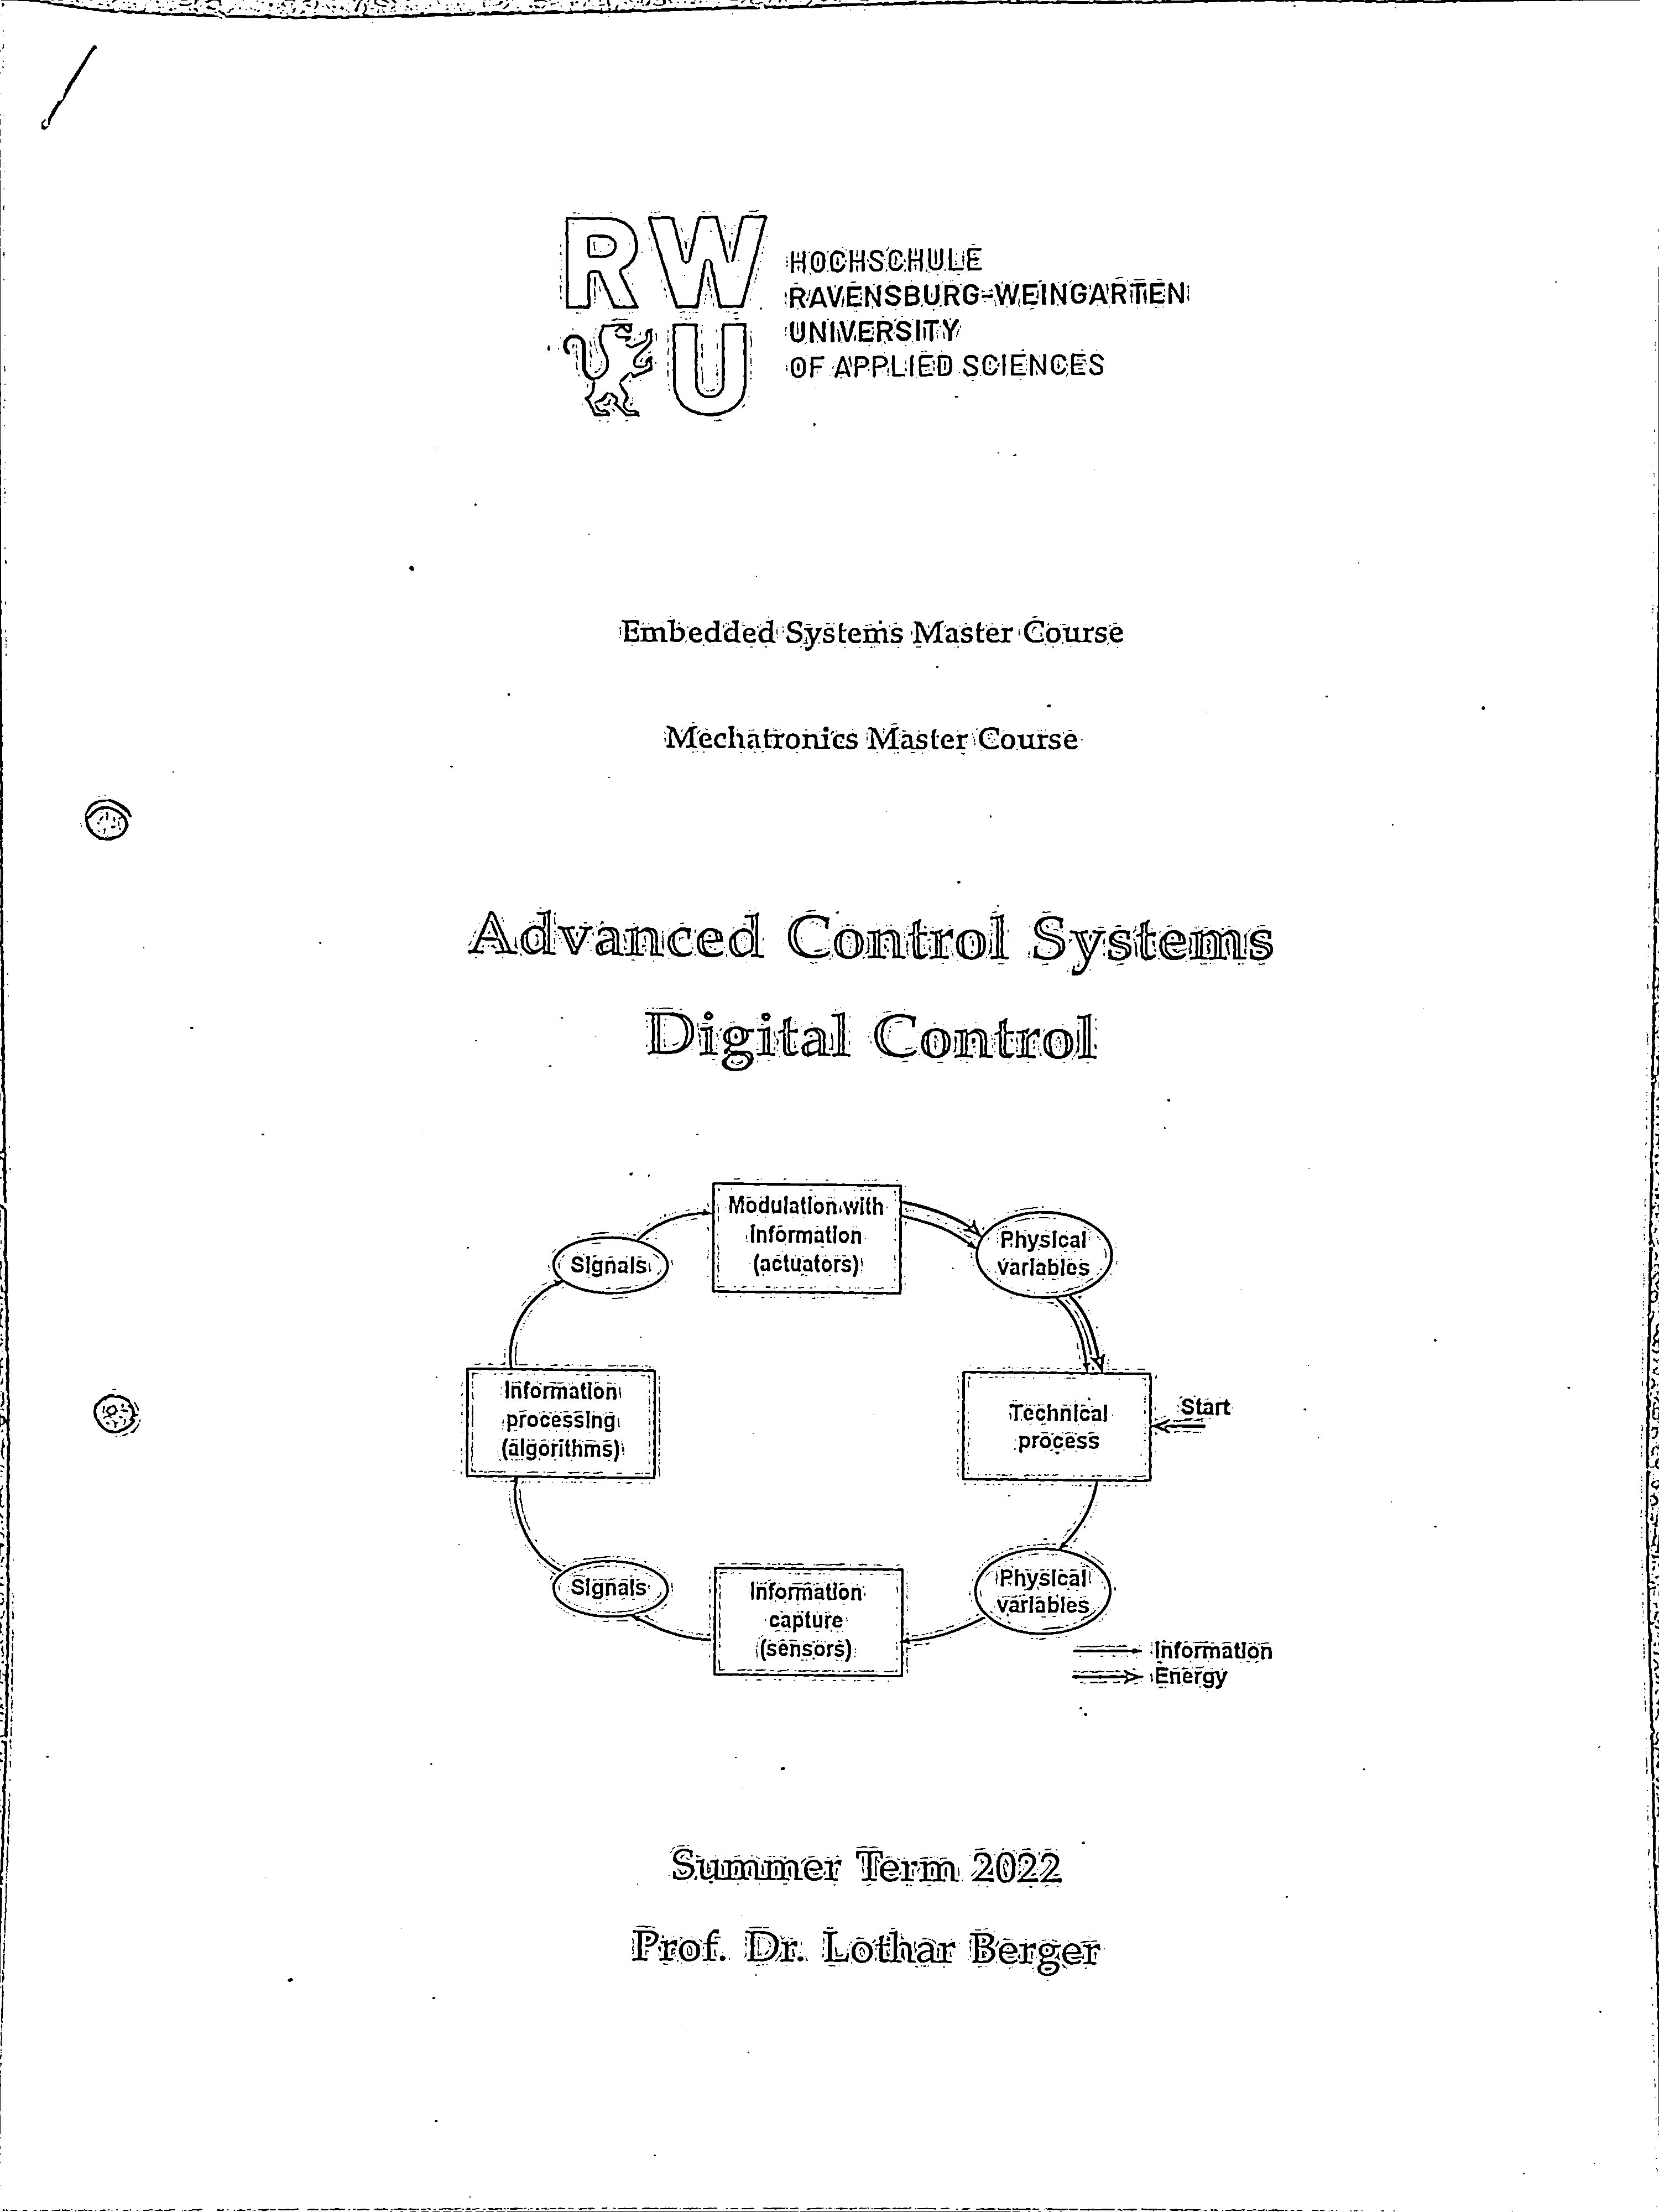 RWU
HOCHSCHULE
RAVENSBURG-WEINGARTEN
UNIVERSITY
OF APPLIED SCIENCES
Embedded Systems Master Course
Mechatronics Master Course
Advanced Control Systems
Digital Control
Modulation with
information
(actuators)
Physical
variables
Signals
Information
processing
(algorithms)
Technical
process
Start
Signals
Information
capture
(sensors)
Physical
variables
Information
Energy
Summer Term 2022
Prof. Dr. Lothar Berger